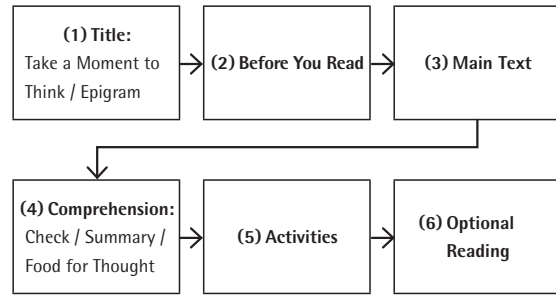 (1) Title:
Take a Moment to
Think / Epigram
(2) Before You Read
(3) Main Text
(4) Comprehension:
Check / Summary /
Food for Thought
(5) Activities
(6) Optional
Reading